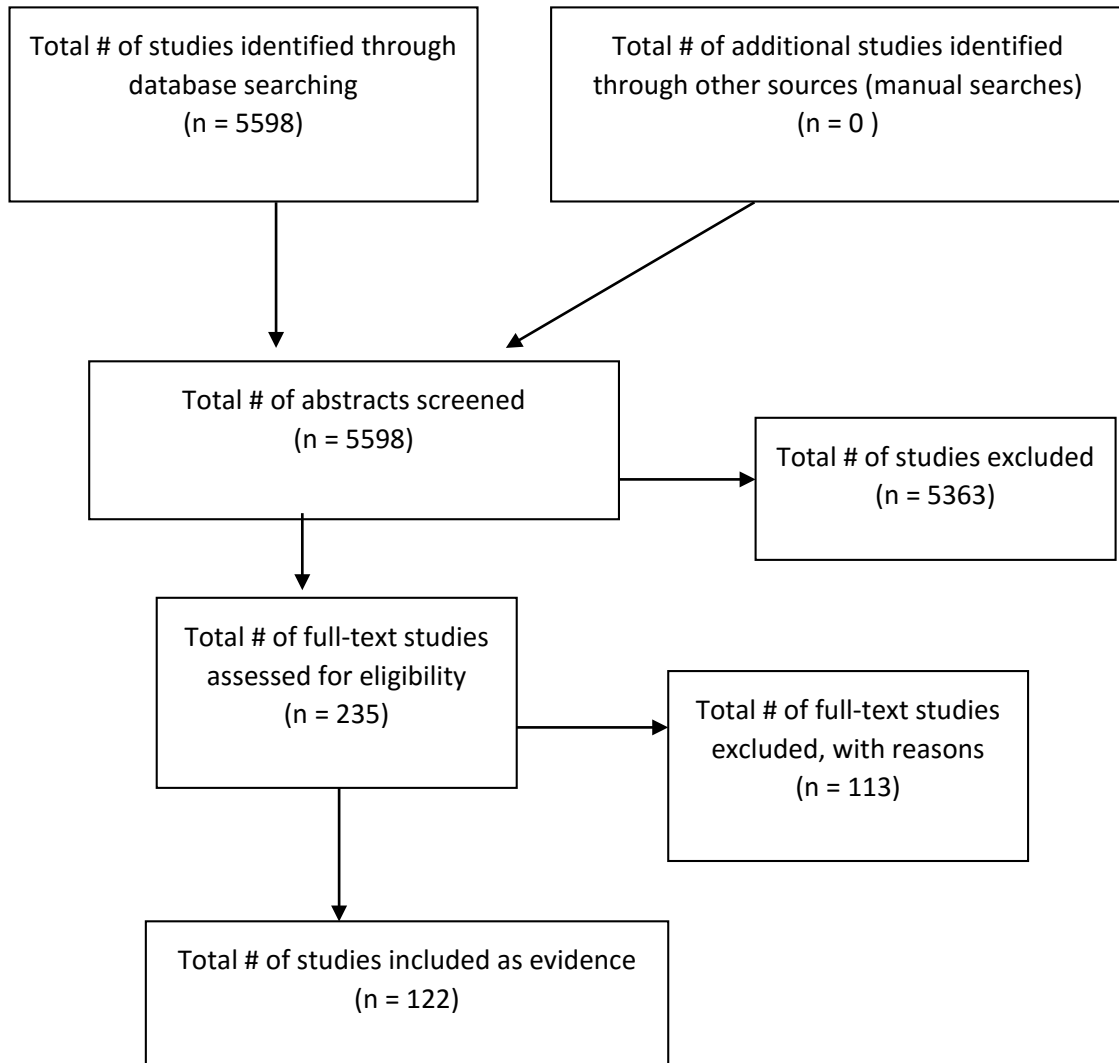 Total # of studies identified through
database searching
(n = 5598)
Total # of additional studies identified
through other sources (manual searches)
(n = 0 )
Total # of abstracts screened
(n = 5598)
Total # of studies excluded
(n = 5363)
Total # of full-text studies
assessed for eligibility
(n = 235)
Total # of full-text studies
excluded, with reasons
(n = 113)
Total # of studies included as evidence
(n = 122)